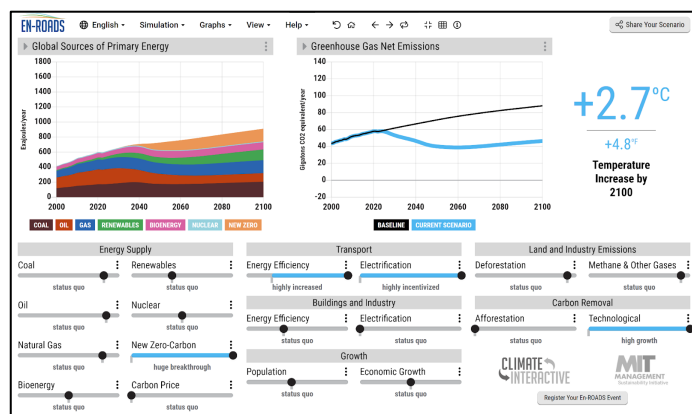 EN-ROADS
English
Simulation
Graphs
View
Help
Share Your Scenario
Global Sources of Primary Energy
1800
1600
1400
1200
1000
800
600
400
200
0
Exajoules/year
2000 2020 2040 2060 2080 2100
COAL OIL GAS RENEWABLES BIOENERGY NUCLEAR NEW ZERO
Greenhouse Gas Net Emissions
140
120
100
80
60
40
20
0
-20
Gigatons CO2 equivalent/year
2000 2020 2040 2060 2080 2100
BASELINE CURRENT SCENARIO
+2.7°C
+4.8°F
Temperature
Increase by
2100
Energy Supply
Coal
status quo
Renewables
status quo
Oil
status quo
Nuclear
status quo
Natural Gas
status quo
New Zero-Carbon
huge breakthrough
Bioenergy
status quo
Carbon Price
status quo
Transport
Energy Efficiency
highly increased
Electrification
highly incentivized
Buildings and Industry
Energy Efficiency
status quo
Electrification
status quo
Growth
Population
status quo
Economic Growth
status quo
Land and Industry Emissions
Deforestation
status quo
Methane & Other Gases
status quo
Carbon Removal
Afforestation
status quo
Technological
high growth
CLIMATE
INTERACTIVE
MIT
MANAGEMENT
Sustainability Initiative
Register Your En-ROADS Event